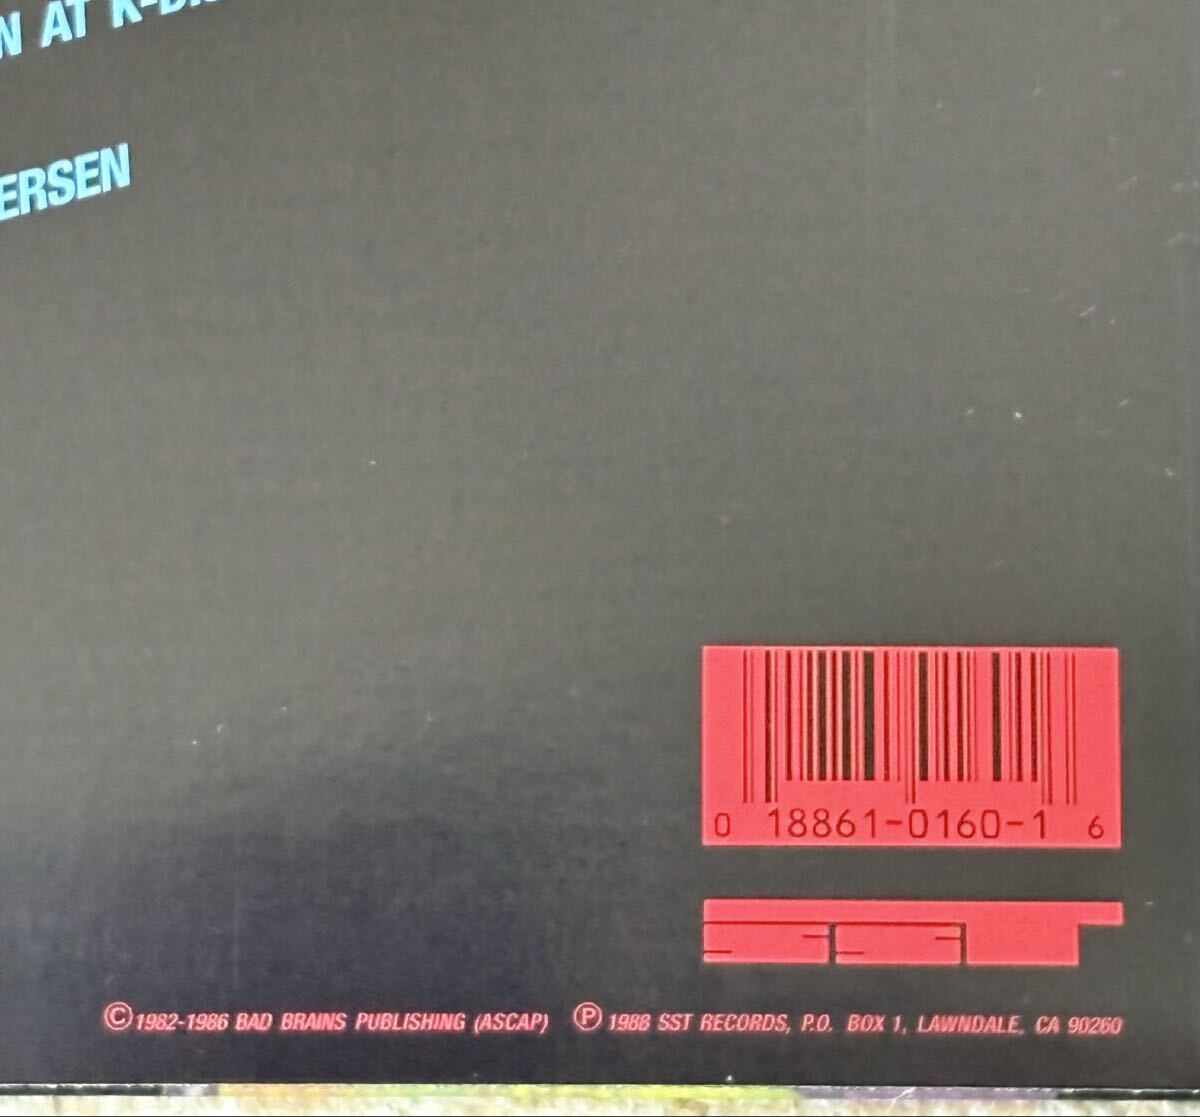 N AT K-
ERSEN
0 18861-0160-1 6
SST
©1982-1986 BAD BRAINS PUBLISHING (ASCAP) ℗ 1988 SST RECORDS, P.O. BOX 1, LAWNDALE, CA 90260